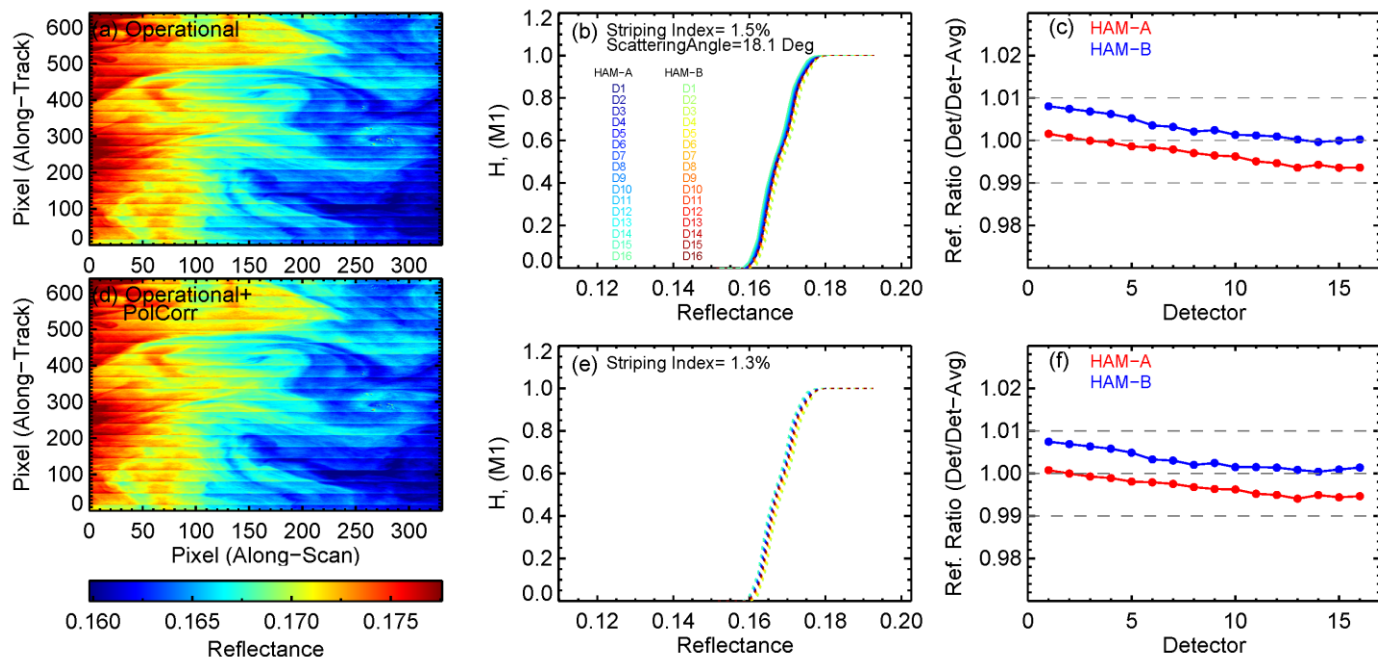 (a) Operational
Pixel (Along-Track)
600
500
400
300
200
100
0
0 50 100 150 200 250 300
(b) Striping Index= 1.5%
ScatteringAngle=18.1 Deg
HAM-A HAM-B
D1 D1
D2 D2
D3 D3
D4 D4
D5 D5
D6 D6
D7 D7
D8 D8
D9 D9
D10 D10
D11 D11
D12 D12
D13 D13
D14 D14
D15 D15
D16 D16
H, (M1)
1.2
1.0
0.8
0.6
0.4
0.2
0.0
0.12 0.14 0.16 0.18 0.20
Reflectance
(c) HAM-A
HAM-B
Ref. Ratio (Det/Det-Avg)
1.02
1.01
1.00
0.99
0.98
0 5 10 15
Detector
(d) Operational+
PolCorr
Pixel (Along-Track)
600
500
400
300
200
100
0
0 50 100 150 200 250 300
Pixel (Along-Scan)
0.160 0.165 0.170 0.175
Reflectance
(e) Striping Index= 1.3%
H, (M1)
1.2
1.0
0.8
0.6
0.4
0.2
0.0
0.12 0.14 0.16 0.18 0.20
Reflectance
(f) HAM-A
HAM-B
Ref. Ratio (Det/Det-Avg)
1.02
1.01
1.00
0.99
0.98
0 5 10 15
Detector